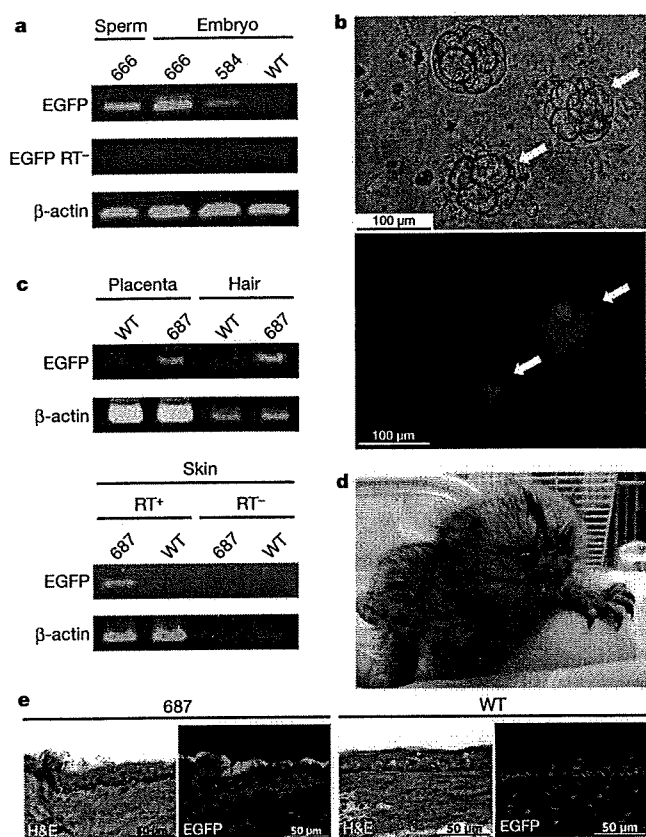 a
Sperm Embryo
666 666 584 WT
EGFP
EGFP RT⁻
β-actin
b
100 µm
100 µm
c
Placenta Hair
WT 687 WT 687
EGFP
β-actin
Skin
RT⁺ RT⁻
687 WT 687 WT
EGFP
β-actin
d
e
687 WT
H&E 50 µm EGFP 50 µm H&E 50 µm EGFP 50 µm